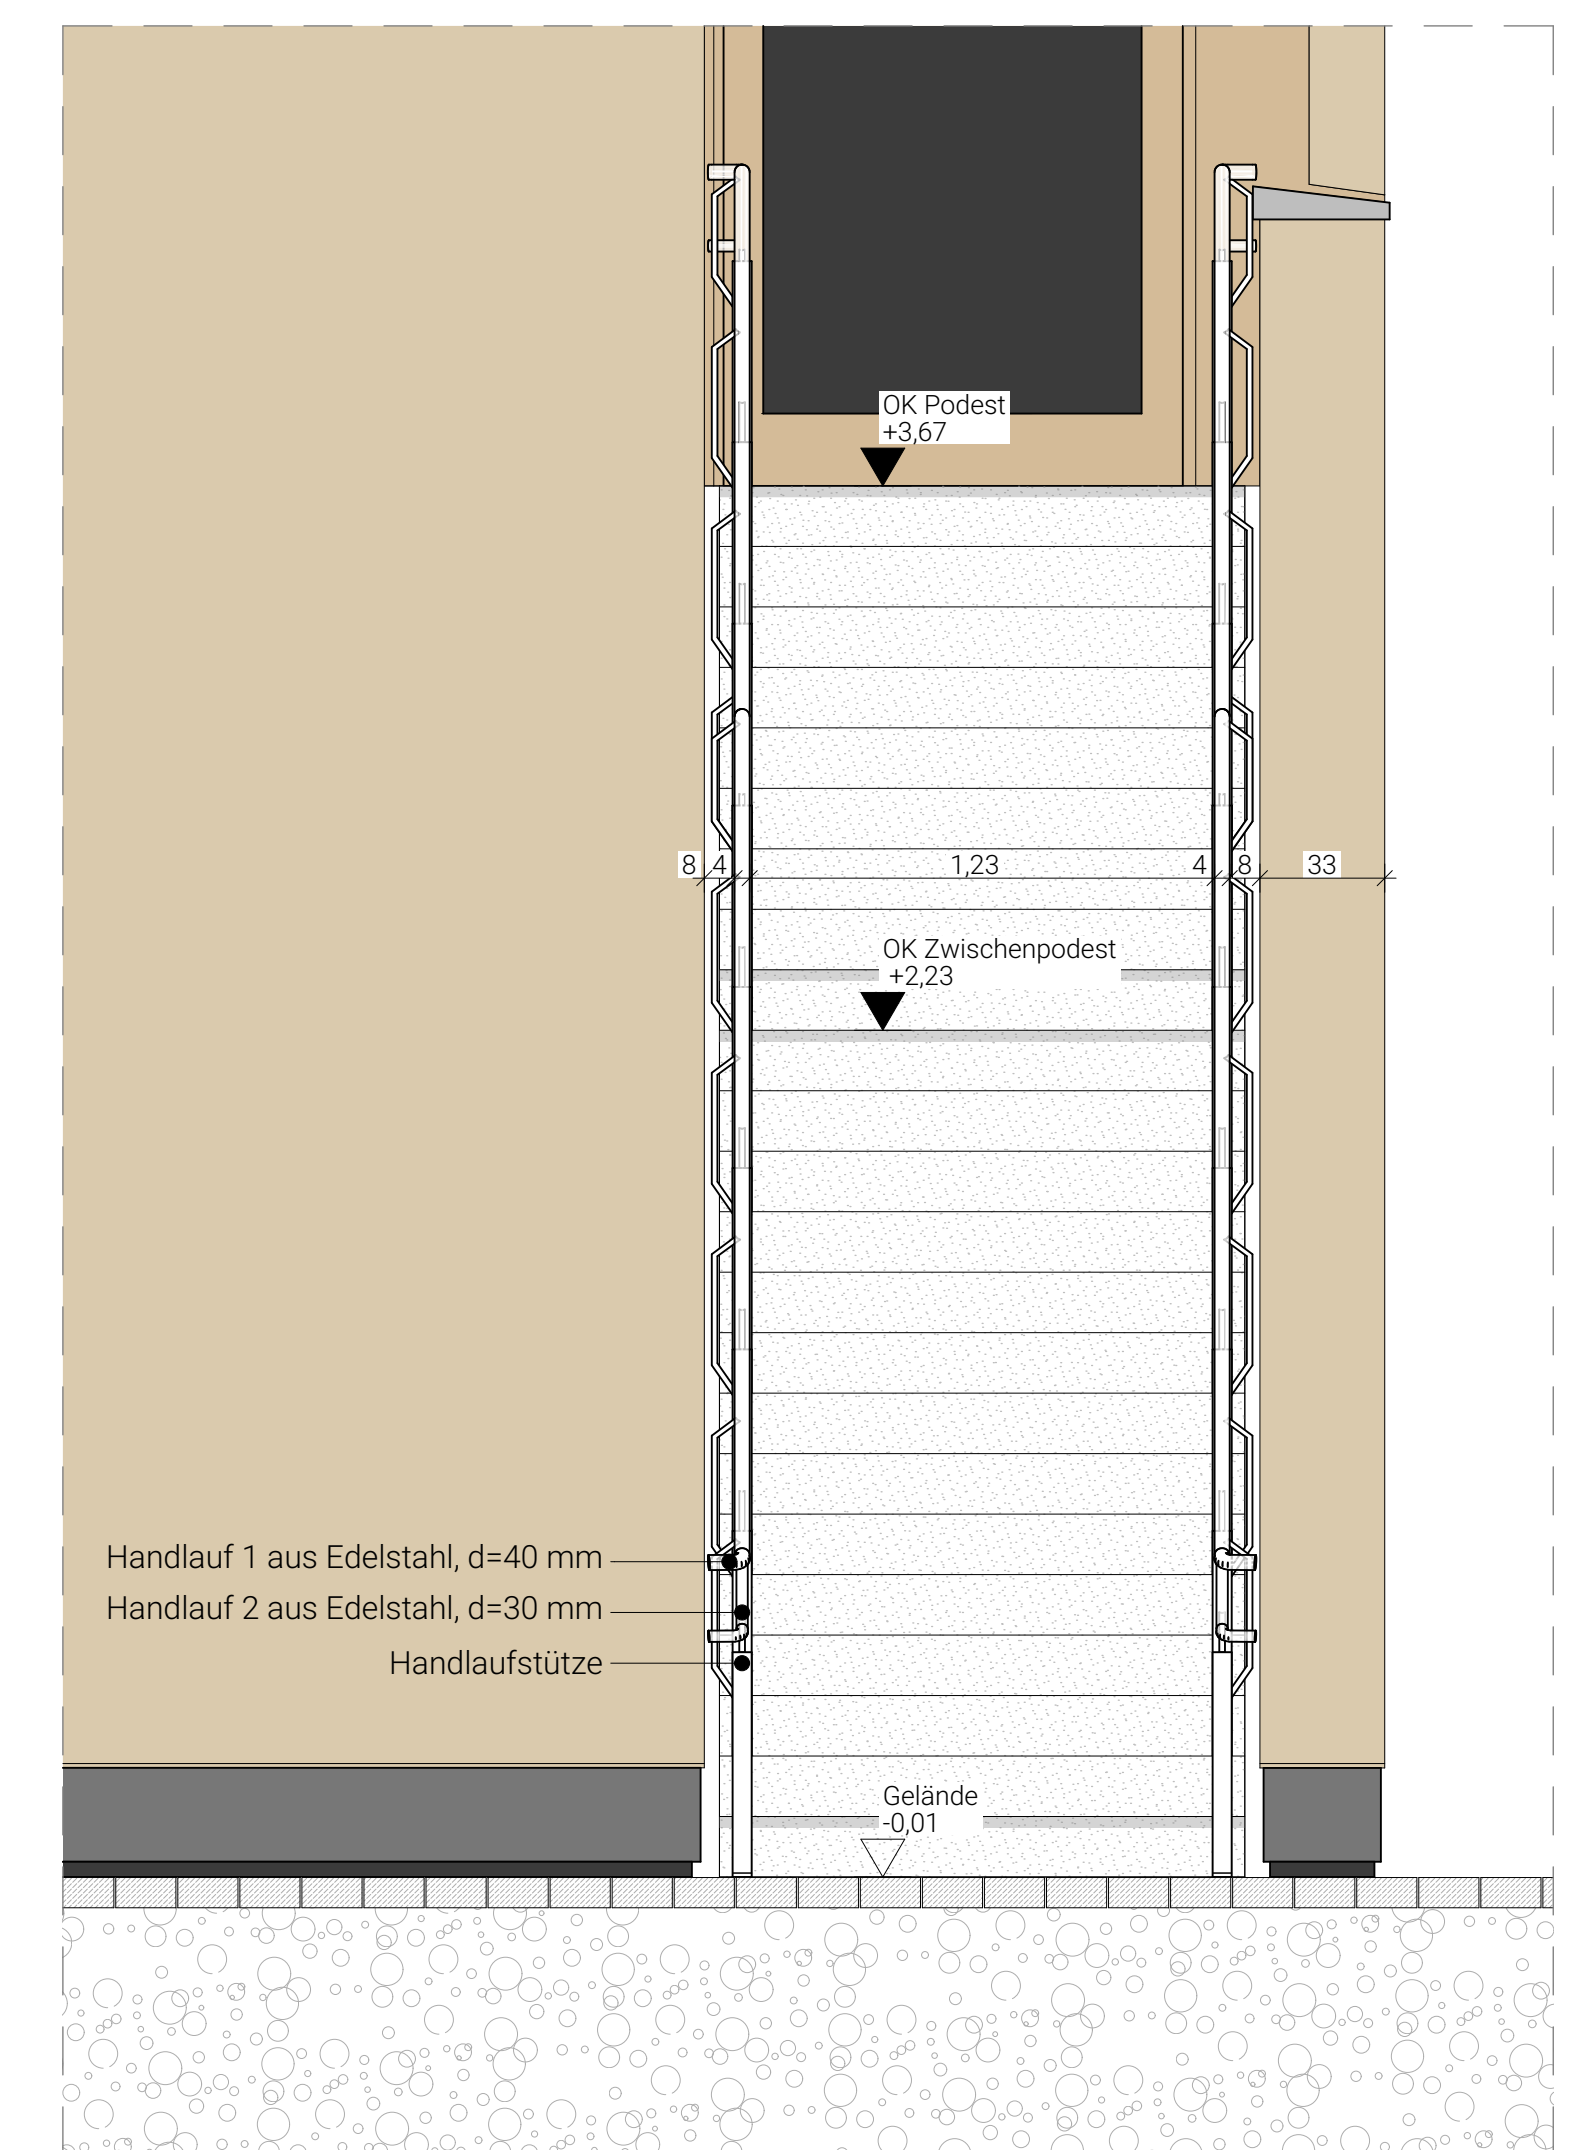 OK Podest
+3,67
8 4 1,23 4 8 33
OK Zwischenpodest
+2,23
Handlauf 1 aus Edelstahl, d=40 mm
Handlauf 2 aus Edelstahl, d=30 mm
Handlaufstütze
Gelände
-0,01